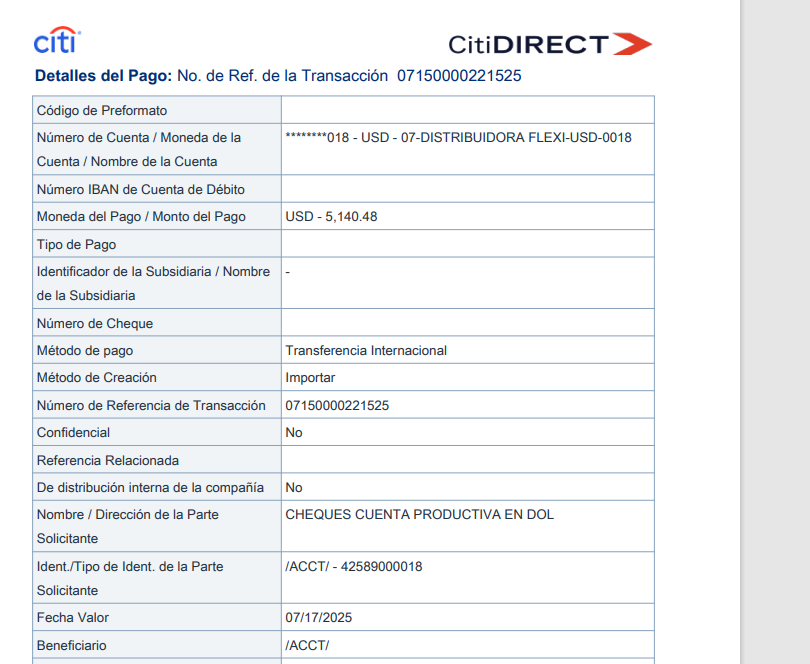 citi
CitiDIRECT
Detalles del Pago: No. de Ref. de la Transacción 07150000221525
Código de Preformato
Número de Cuenta / Moneda de la
Cuenta / Nombre de la Cuenta
********018 - USD - 07-DISTRIBUIDORA FLEXI-USD-0018
Número IBAN de Cuenta de Débito
Moneda del Pago / Monto del Pago
USD - 5,140.48
Tipo de Pago
Identificador de la Subsidiaria / Nombre
de la Subsidiaria
-
Número de Cheque
Método de pago
Transferencia Internacional
Método de Creación
Importar
Número de Referencia de Transacción
07150000221525
Confidencial
No
Referencia Relacionada
De distribución interna de la compañía
No
Nombre / Dirección de la Parte
Solicitante
CHEQUES CUENTA PRODUCTIVA EN DOL
Ident./Tipo de Ident. de la Parte
Solicitante
/ACCT/ - 42589000018
Fecha Valor
07/17/2025
Beneficiario
/ACCT/